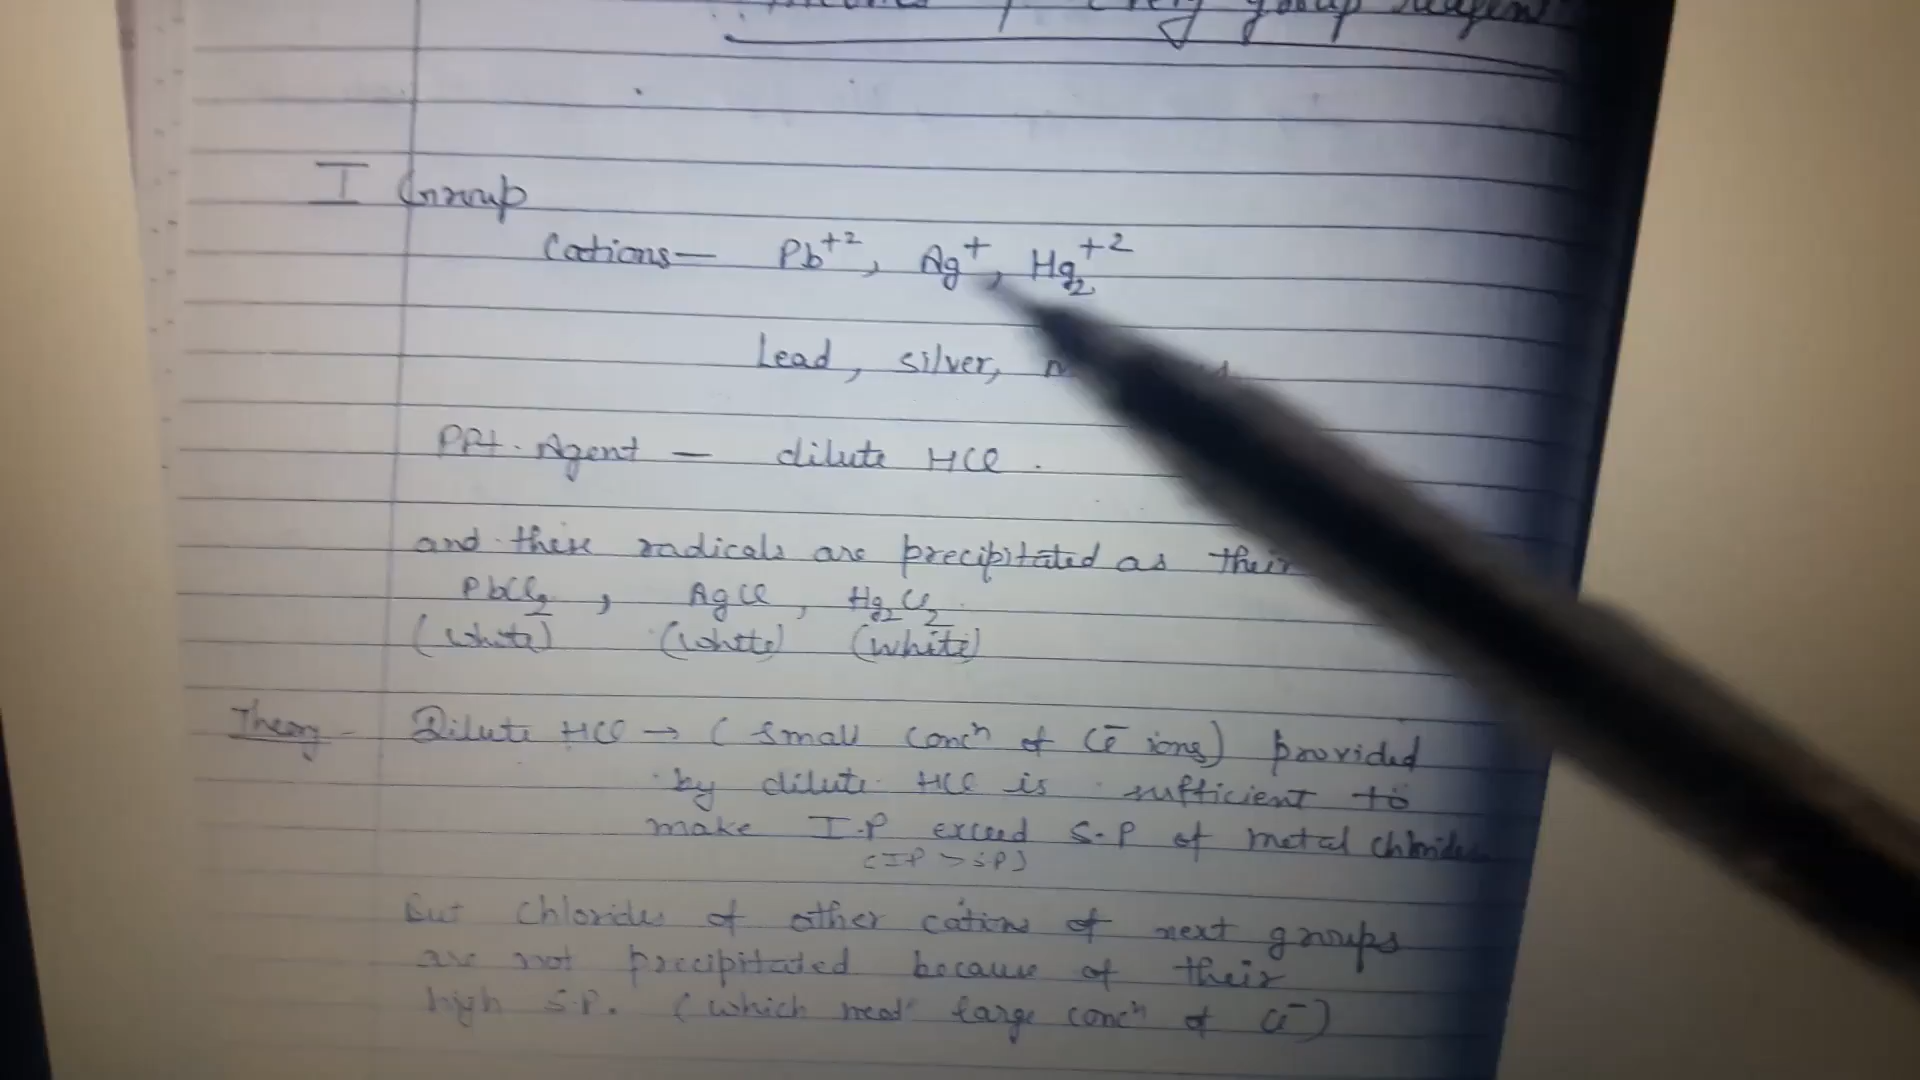 every group reagent
I Group
Cations— Pb+2, Ag+, Hg2+2
Lead, silver,
PPt. Agent — dilute HCl.
and these radicals are precipitated as their
PbCl2, AgCl, Hg2Cl2
(white) (white) (white)
Theory - Dilute HCl → (small concn of Cl- ions) provided
by dilute HCl is sufficient to
make I.P exceed S.P of metal chlorides
(IP > SP)
But chlorides of other cations of next groups
are not precipitated because of their
high S.P. (which need large concn of Cl-)